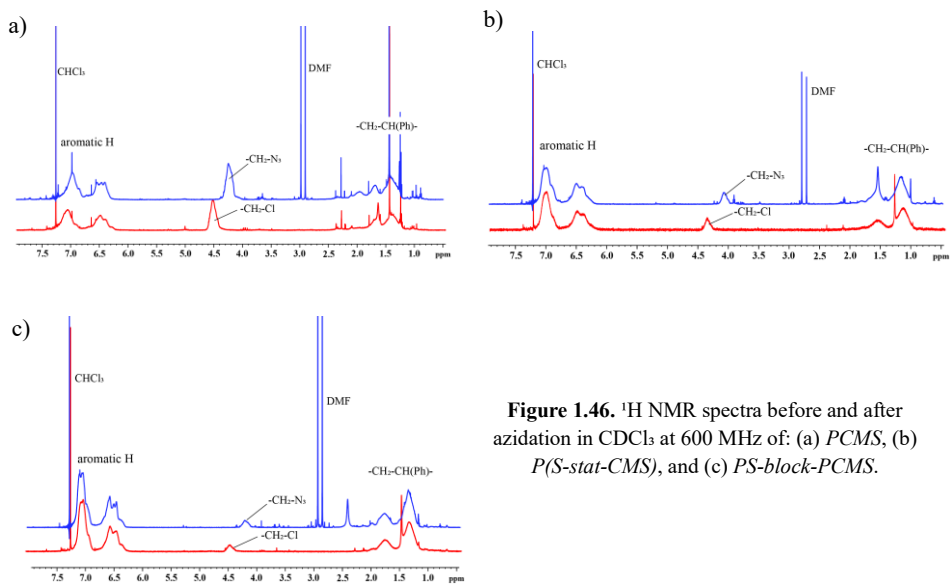 a)
CHCl₃
DMF
-CH₂-CH(Ph)-
aromatic H
-CH₂-N₃
-CH₂-Cl
7.5 7.0 6.5 6.0 5.5 5.0 4.5 4.0 3.5 3.0 2.5 2.0 1.5 1.0 ppm
b)
CHCl₃
DMF
aromatic H
-CH₂-CH(Ph)-
-CH₂-N₃
-CH₂-Cl
7.5 7.0 6.5 6.0 5.5 5.0 4.5 4.0 3.5 3.0 2.5 2.0 1.5 1.0 ppm
c)
CHCl₃
DMF
aromatic H
-CH₂-CH(Ph)-
-CH₂-N₃
-CH₂-Cl
7.5 7.0 6.5 6.0 5.5 5.0 4.5 4.0 3.5 3.0 2.5 2.0 1.5 1.0 ppm
Figure 1.46. ¹H NMR spectra before and after
azidation in CDCl₃ at 600 MHz of: (a) PCMS, (b)
P(S-stat-CMS), and (c) PS-block-PCMS.